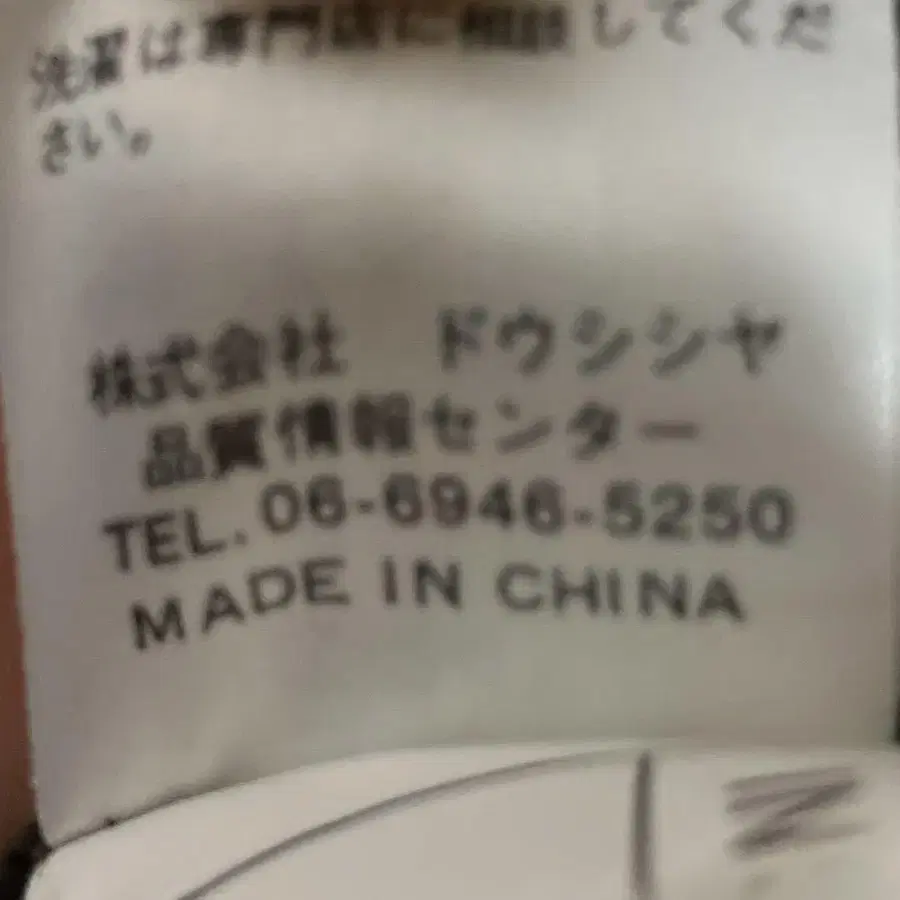 洗濯は専門店に相談してくだ
さい。
株式会社　ドウシシヤ
品質情報センター
TEL. 06-6946-5250
MADE IN CHINA